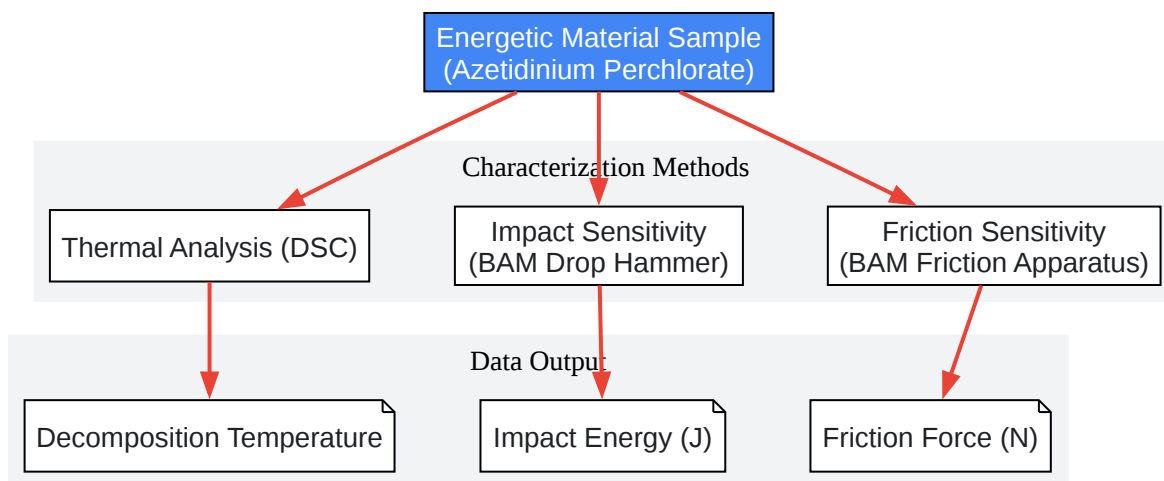 Energetic Material Sample
(Azetidinium Perchlorate)
Characterization Methods
Thermal Analysis (DSC)
Impact Sensitivity
(BAM Drop Hammer)
Friction Sensitivity
(BAM Friction Apparatus)
Data Output
Decomposition Temperature
Impact Energy (J)
Friction Force (N)